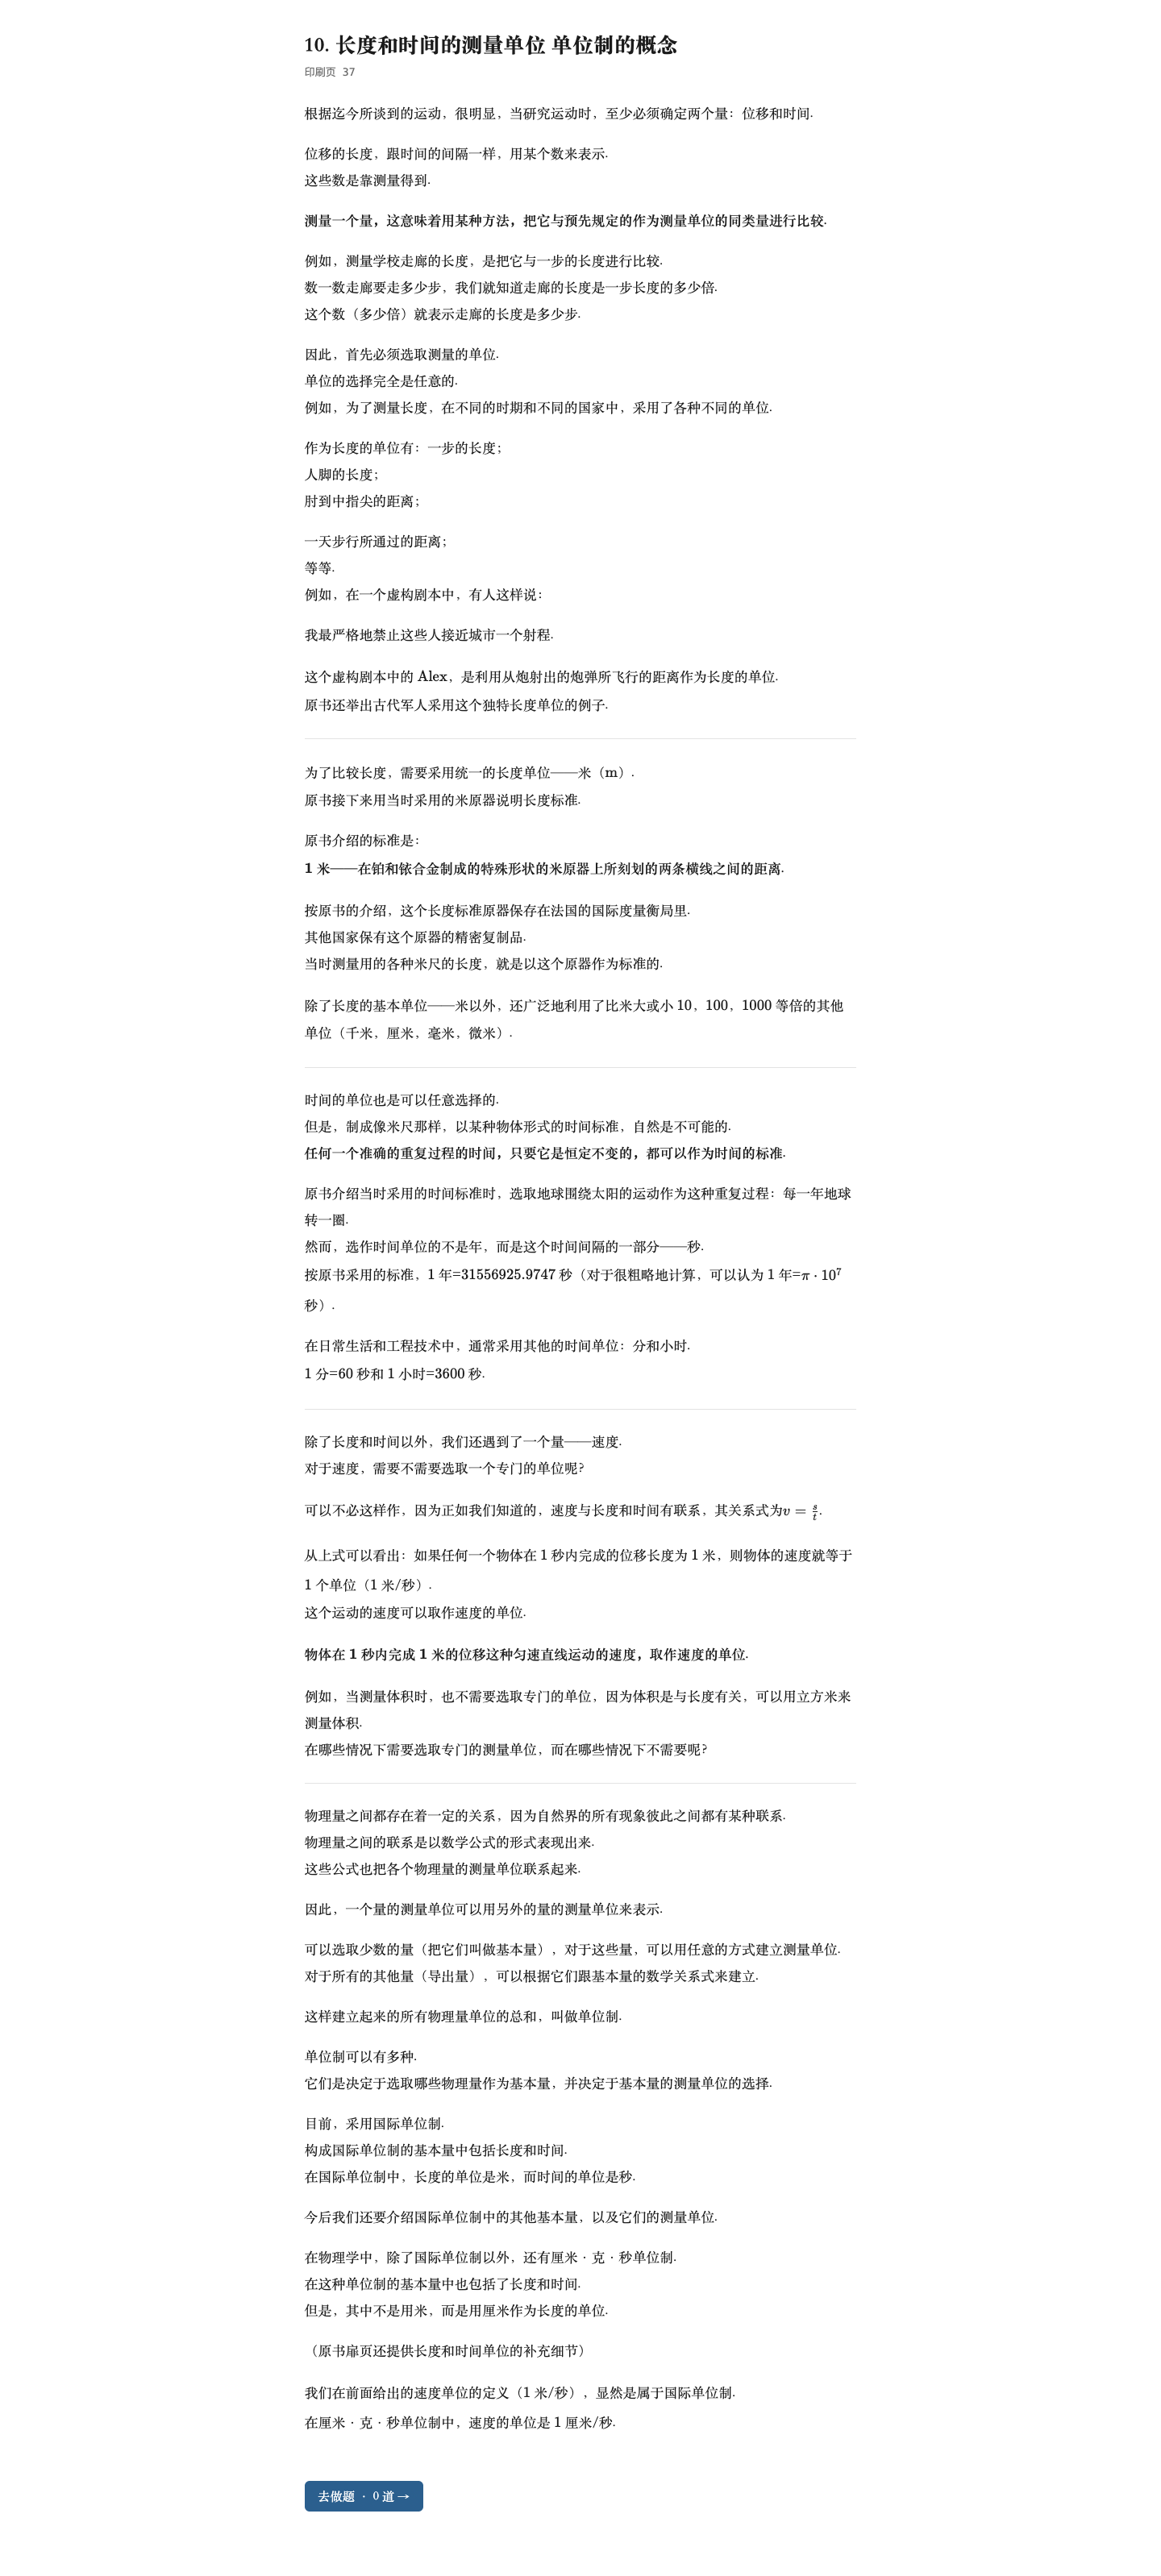 10. 长度和时间的测量单位 单位制的概念
印刷页 37
根据迄今所谈到的运动，很明显，当研究运动时，至少必须确定两个量：位移和时间.
位移的长度，跟时间的间隔一样，用某个数来表示.
这些数是靠测量得到.
测量一个量，这意味着用某种方法，把它与预先规定的作为测量单位的同类量进行比较.
例如，测量学校走廊的长度，是把它与一步的长度进行比较.
数一数走廊要走多少步，我们就知道走廊的长度是一步长度的多少倍.
这个数（多少倍）就表示走廊的长度是多少步.
因此，首先必须选取测量的单位.
单位的选择完全是任意的.
例如，为了测量长度，在不同的时期和不同的国家中，采用了各种不同的单位.
作为长度的单位有：一步的长度；
人脚的长度；
肘到中指尖的距离；
一天步行所通过的距离；
等等.
例如，在一个虚构剧本中，有人这样说：
我最严格地禁止这些人接近城市一个射程.
这个虚构剧本中的 Alex，是利用从炮射出的炮弹所飞行的距离作为长度的单位.
原书还举出古代军人采用这个独特长度单位的例子.
为了比较长度，需要采用统一的长度单位——米（m）.
原书接下来用当时采用的米原器说明长度标准.
原书介绍的标准是：
1 米——在铂和铱合金制成的特殊形状的米原器上所刻划的两条横线之间的距离.
按原书的介绍，这个长度标准原器保存在法国的国际度量衡局里.
其他国家保有这个原器的精密复制品.
当时测量用的各种米尺的长度，就是以这个原器作为标准的.
除了长度的基本单位——米以外，还广泛地利用了比米大或小 10，100，1000 等倍的其他
单位（千米，厘米，毫米，微米）.
时间的单位也是可以任意选择的.
但是，制成像米尺那样，以某种物体形式的时间标准，自然是不可能的.
任何一个准确的重复过程的时间，只要它是恒定不变的，都可以作为时间的标准.
原书介绍当时采用的时间标准时，选取地球围绕太阳的运动作为这种重复过程：每一年地球
转一圈.
然而，选作时间单位的不是年，而是这个时间间隔的一部分——秒.
按原书采用的标准，1 年=31556925.9747 秒（对于很粗略地计算，可以认为 1 年=π · 10⁷
秒）.
在日常生活和工程技术中，通常采用其他的时间单位：分和小时.
1 分=60 秒和 1 小时=3600 秒.
除了长度和时间以外，我们还遇到了一个量——速度.
对于速度，需要不需要选取一个专门的单位呢?
可以不必这样作，因为正如我们知道的，速度与长度和时间有联系，其关系式为v = s/t.
从上式可以看出：如果任何一个物体在 1 秒内完成的位移长度为 1 米，则物体的速度就等于
1 个单位（1 米/秒）.
这个运动的速度可以取作速度的单位.
物体在 1 秒内完成 1 米的位移这种匀速直线运动的速度，取作速度的单位.
例如，当测量体积时，也不需要选取专门的单位，因为体积是与长度有关，可以用立方米来
测量体积.
在哪些情况下需要选取专门的测量单位，而在哪些情况下不需要呢?
物理量之间都存在着一定的关系，因为自然界的所有现象彼此之间都有某种联系.
物理量之间的联系是以数学公式的形式表现出来.
这些公式也把各个物理量的测量单位联系起来.
因此，一个量的测量单位可以用另外的量的测量单位来表示.
可以选取少数的量（把它们叫做基本量），对于这些量，可以用任意的方式建立测量单位.
对于所有的其他量（导出量），可以根据它们跟基本量的数学关系式来建立.
这样建立起来的所有物理量单位的总和，叫做单位制.
单位制可以有多种.
它们是决定于选取哪些物理量作为基本量，并决定于基本量的测量单位的选择.
目前，采用国际单位制.
构成国际单位制的基本量中包括长度和时间.
在国际单位制中，长度的单位是米，而时间的单位是秒.
今后我们还要介绍国际单位制中的其他基本量，以及它们的测量单位.
在物理学中，除了国际单位制以外，还有厘米 · 克 · 秒单位制.
在这种单位制的基本量中也包括了长度和时间.
但是，其中不是用米，而是用厘米作为长度的单位.
（原书扉页还提供长度和时间单位的补充细节）
我们在前面给出的速度单位的定义（1 米/秒），显然是属于国际单位制.
在厘米 · 克 · 秒单位制中，速度的单位是 1 厘米/秒.
去做题 · 0 道 →